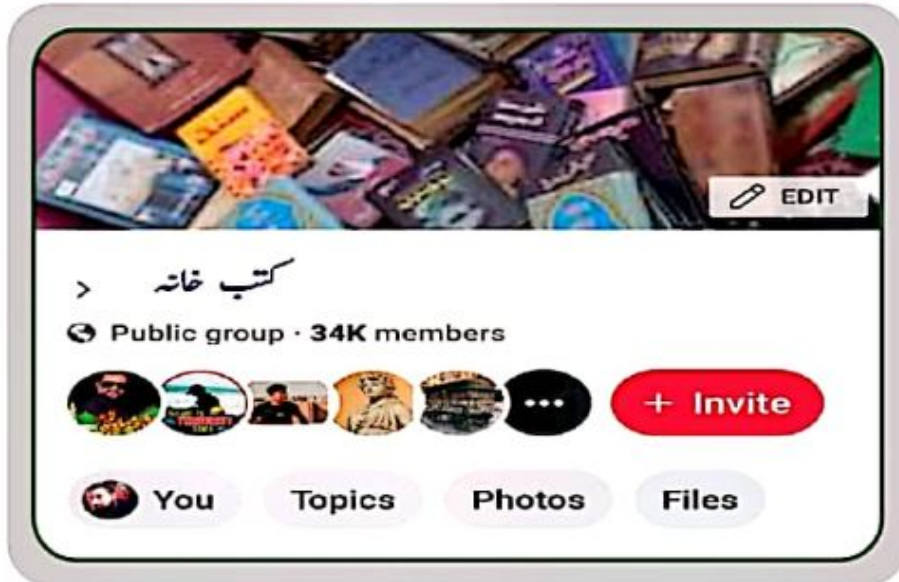 EDIT
کتب خانہ >
Public group · 34K members
+ Invite
You Topics Photos Files